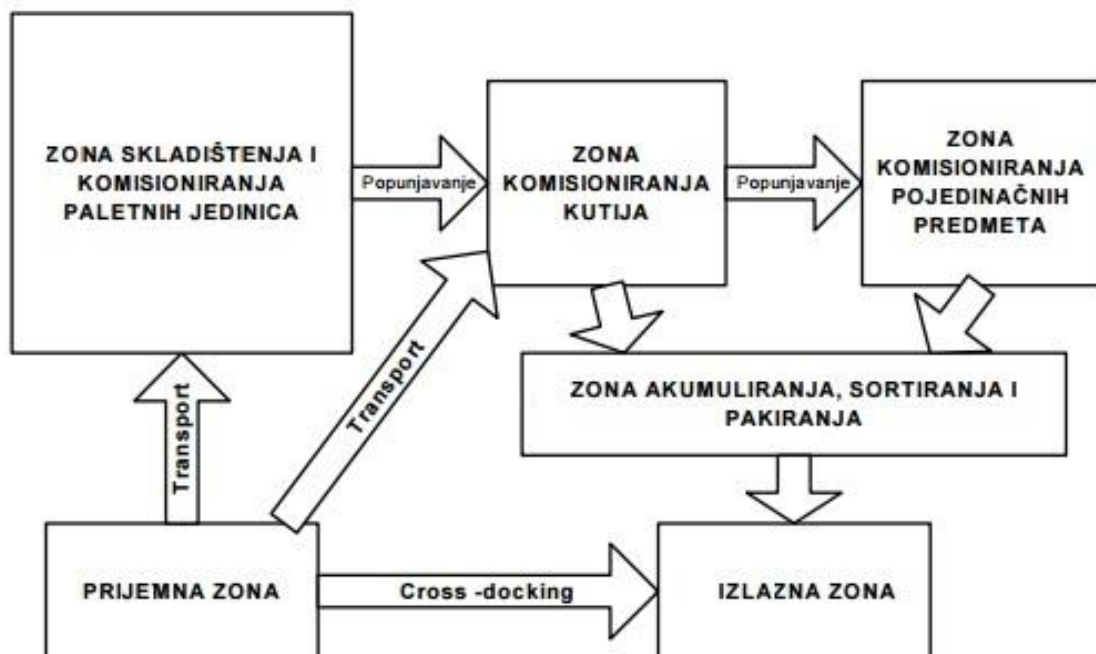 ZONA SKLADIŠTENJA I
KOMISIONIRANJA
PALETNIH JEDINICA
Popunjavanje
ZONA
KOMISIONIRANJA
KUTIJA
Popunjavanje
ZONA
KOMISIONIRANJA
POJEDINAČNIH
PREDMETA
Transport
Transport
ZONA AKUMULIRANJA, SORTIRANJA I
PAKIRANJA
PRIJEMNA ZONA
Cross -docking
IZLAZNA ZONA